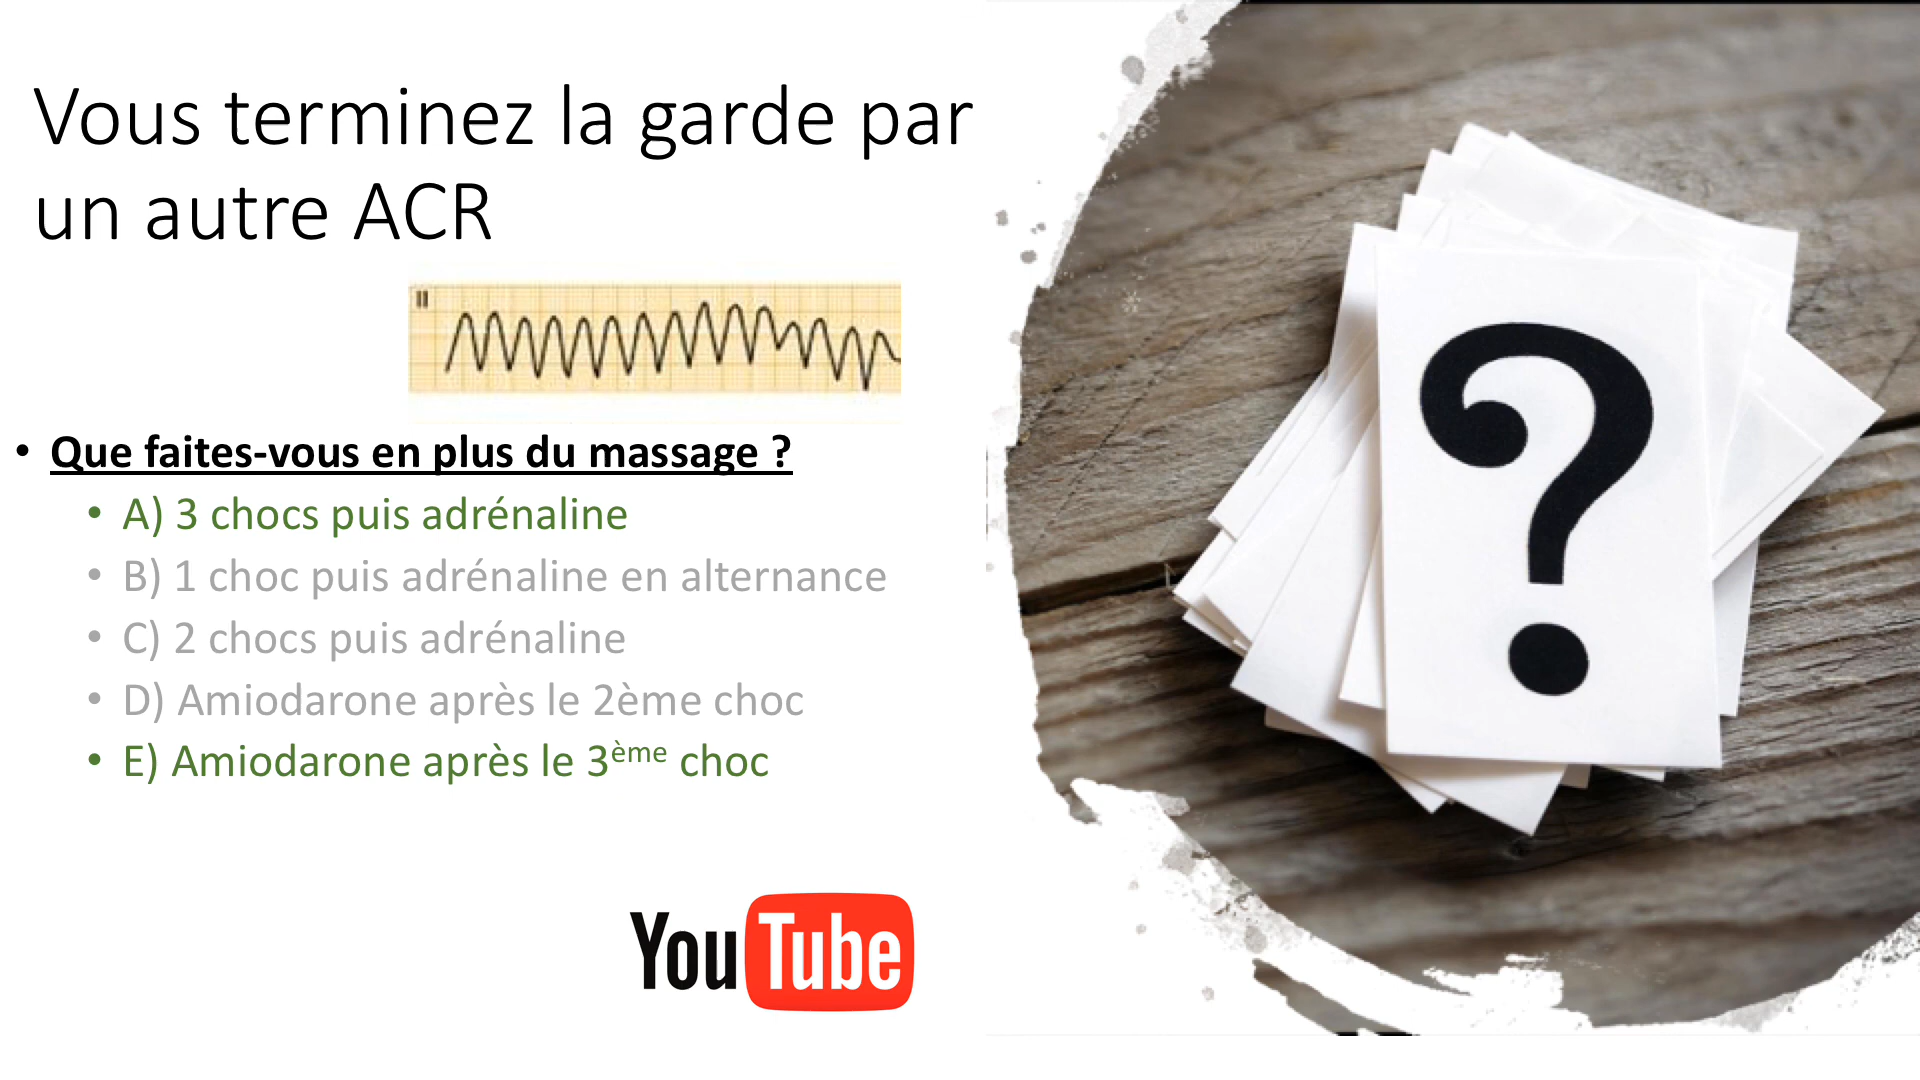 Vous terminez la garde par
un autre ACR
II
• Que faites-vous en plus du massage ?
• A) 3 chocs puis adrénaline
• B) 1 choc puis adrénaline en alternance
• C) 2 chocs puis adrénaline
• D) Amiodarone après le 2ème choc
• E) Amiodarone après le 3ème choc
YouTube
?